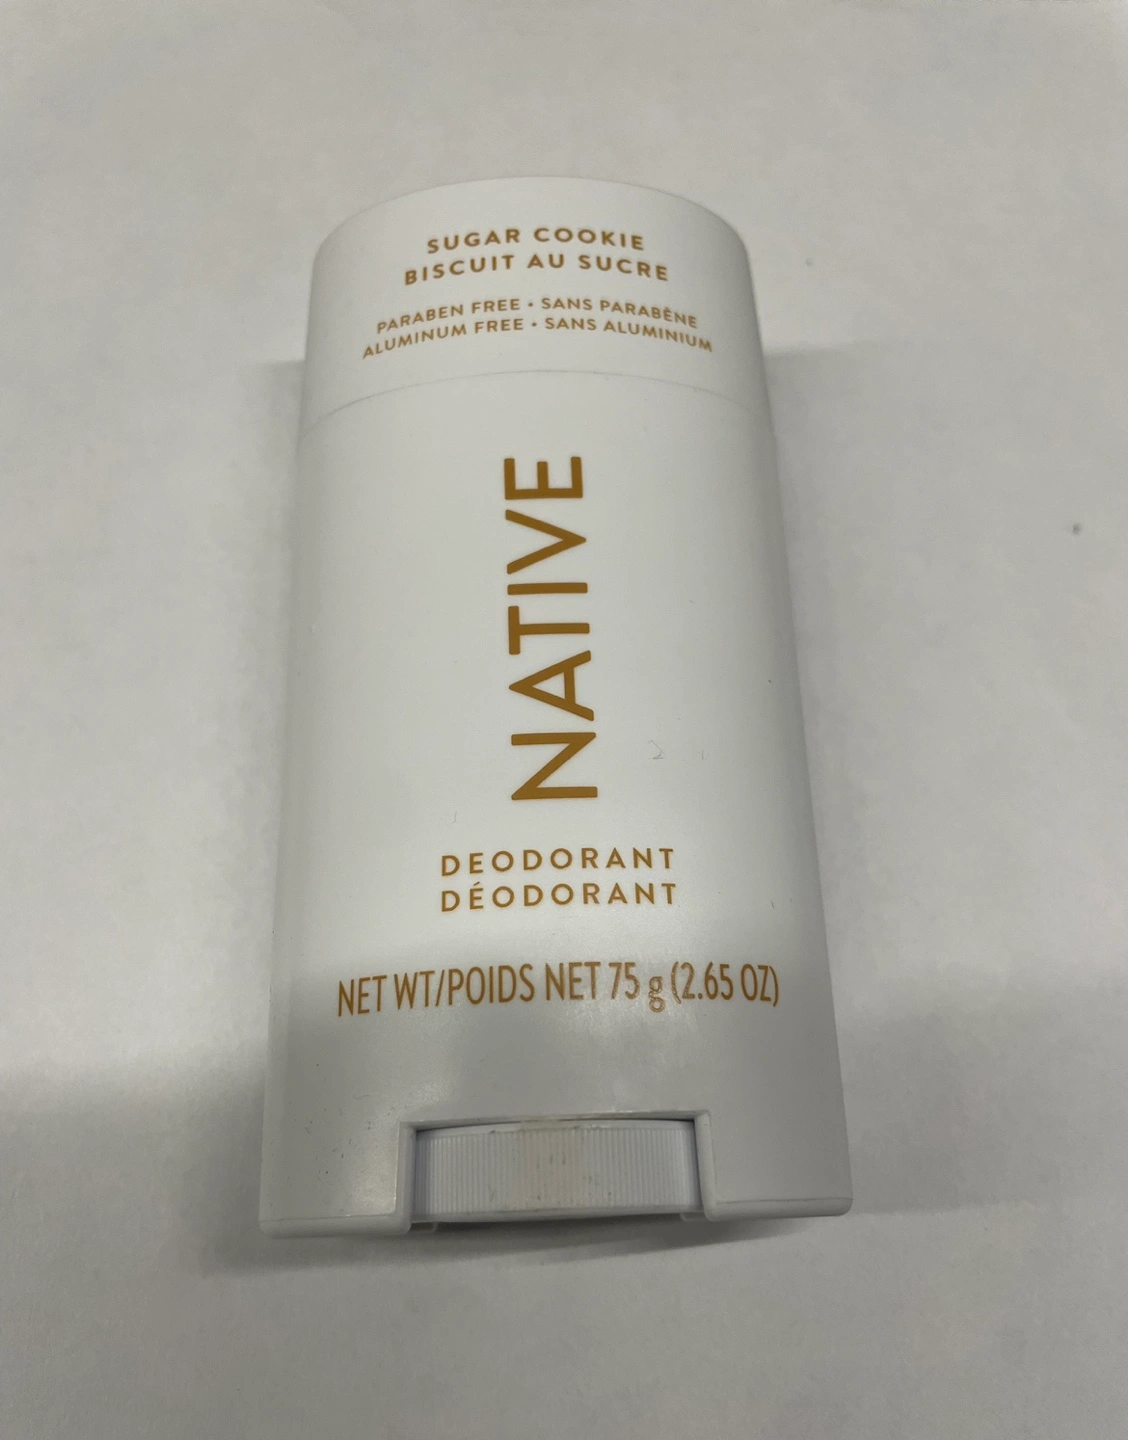 SUGAR COOKIE
BISCUIT AU SUCRE
PARABEN FREE • SANS PARABÈNE
ALUMINUM FREE • SANS ALUMINIUM
NATIVE
DEODORANT
DÉODORANT
NET WT/POIDS NET 75 g (2.65 OZ)